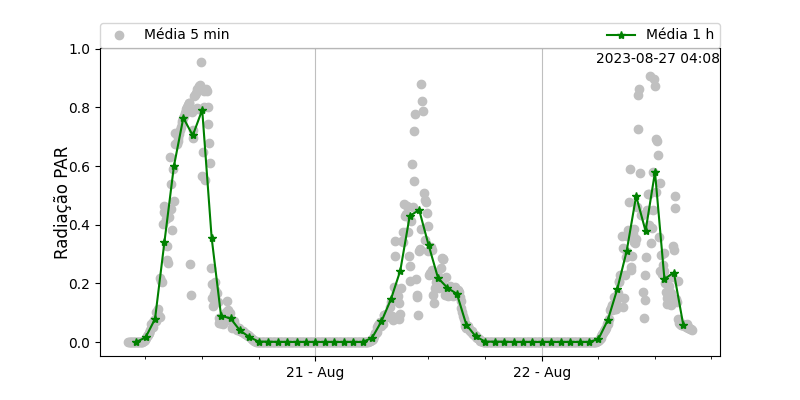 Média 5 min
Média 1 h
2023-08-27 04:08
1.0
0.8
0.6
0.4
0.2
0.0
Radiação PAR
21 - Aug
22 - Aug